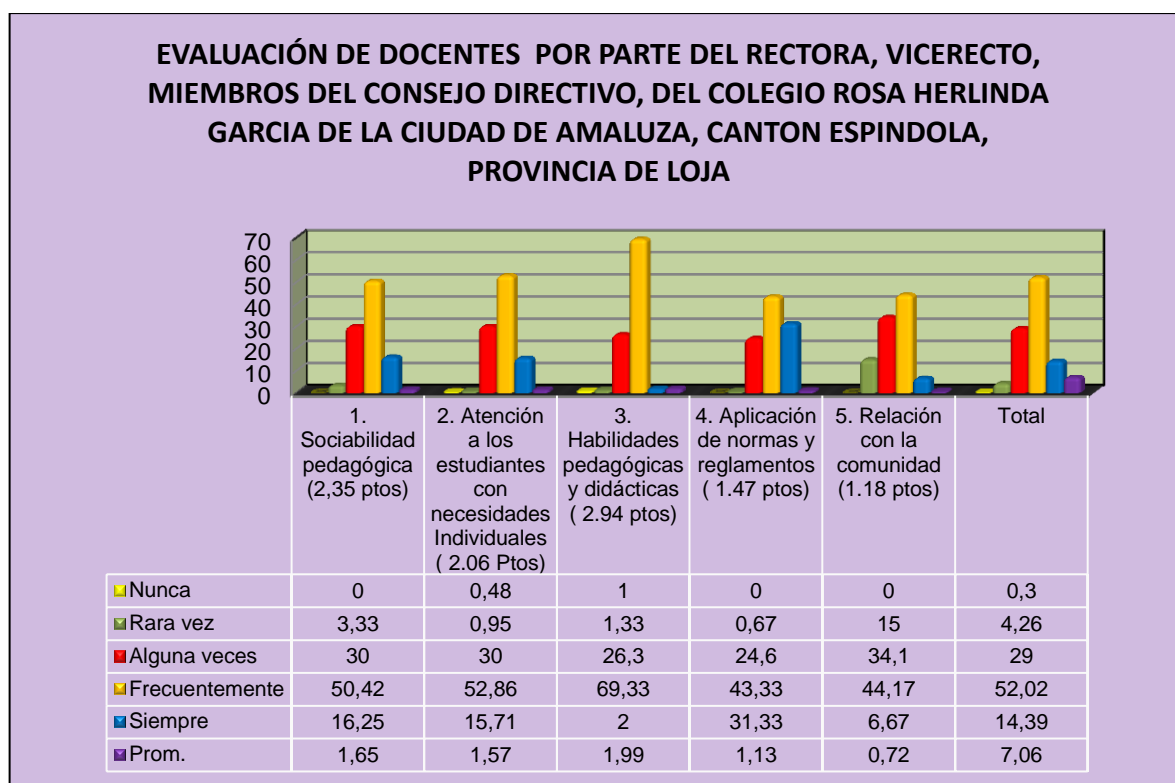 EVALUACIÓN DE DOCENTES POR PARTE DEL RECTORA, VICERECTO,
MIEMBROS DEL CONSEJO DIRECTIVO, DEL COLEGIO ROSA HERLINDA
GARCIA DE LA CIUDAD DE AMALUZA, CANTON ESPINDOLA,
PROVINCIA DE LOJA
70
60
50
40
30
20
10
0
1.
Sociabilidad
pedagógica
(2,35 ptos)
2. Atención
a los
estudiantes
con
necesidades
Individuales
( 2.06 Ptos)
3.
Habilidades
pedagógicas
y didácticas
( 2.94 ptos)
4. Aplicación
de normas y
reglamentos
( 1.47 ptos)
5. Relación
con la
comunidad
(1.18 ptos)
Total
Nunca 0 0,48 1 0 0 0,3
Rara vez 3,33 0,95 1,33 0,67 15 4,26
Alguna veces 30 30 26,3 24,6 34,1 29
Frecuentemente 50,42 52,86 69,33 43,33 44,17 52,02
Siempre 16,25 15,71 2 31,33 6,67 14,39
Prom. 1,65 1,57 1,99 1,13 0,72 7,06